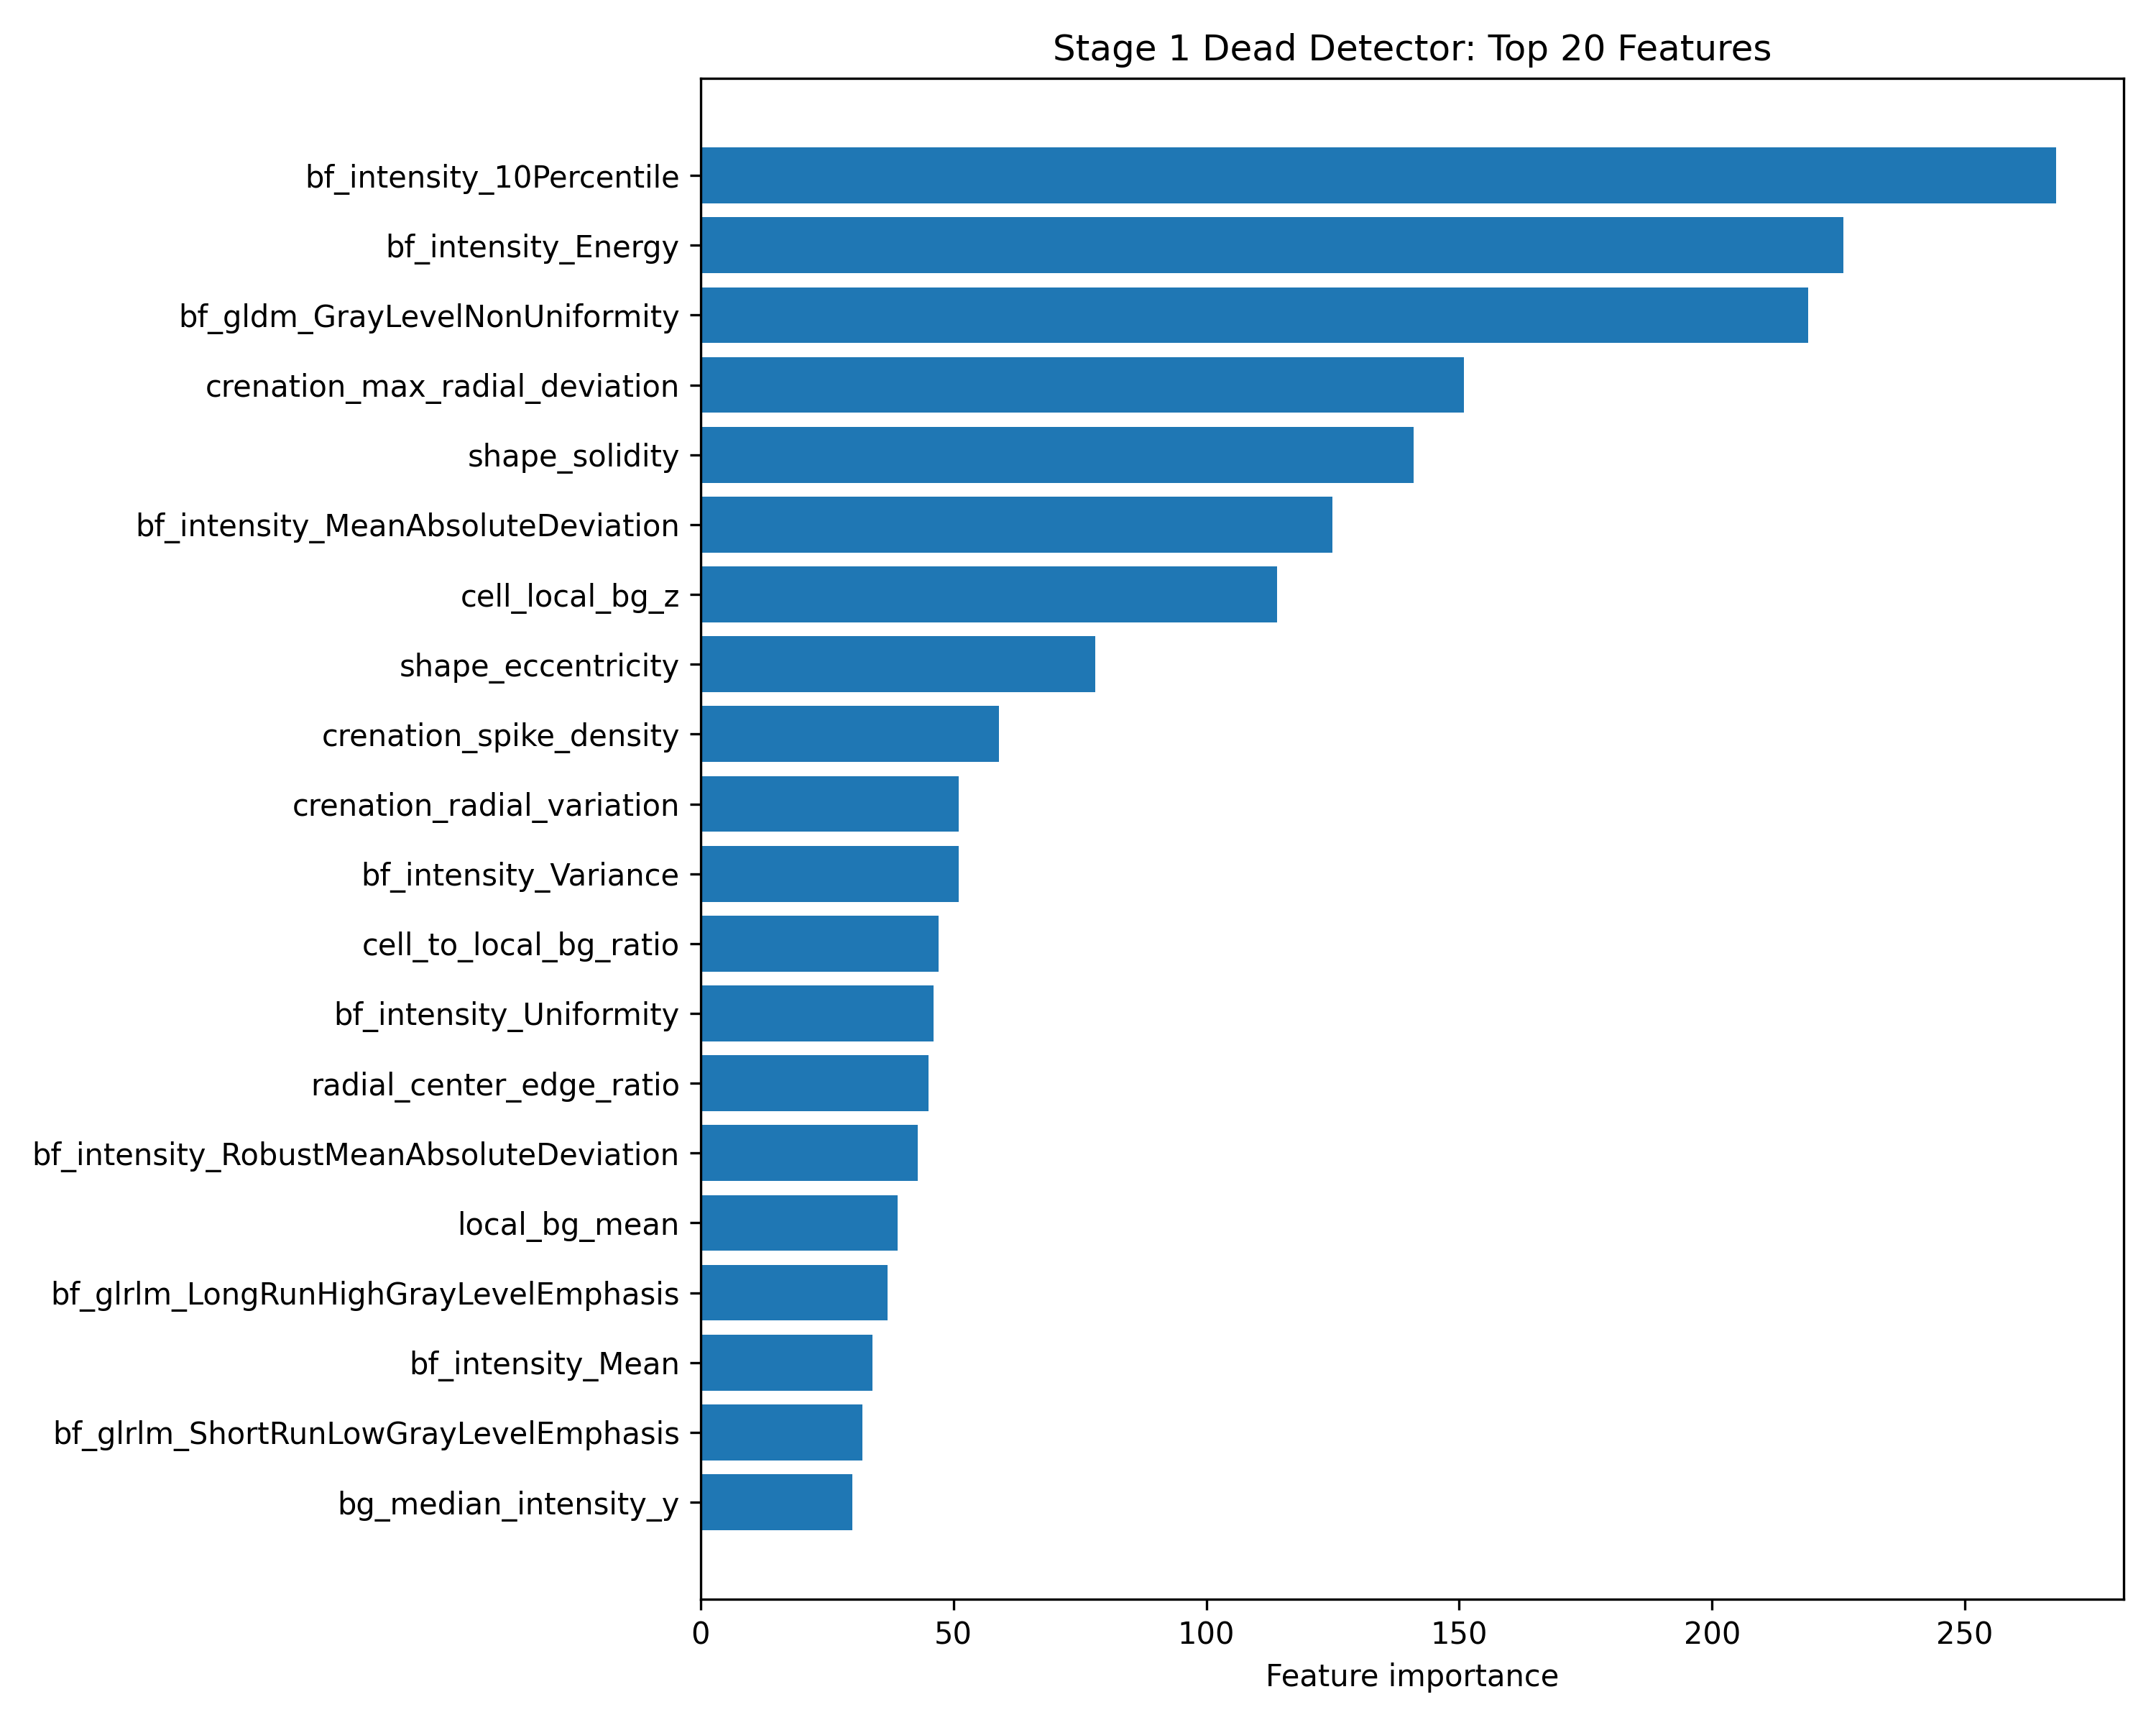 Stage 1 Dead Detector: Top 20 Features
bf_intensity_10Percentile
bf_intensity_Energy
bf_gldm_GrayLevelNonUniformity
crenation_max_radial_deviation
shape_solidity
bf_intensity_MeanAbsoluteDeviation
cell_local_bg_z
shape_eccentricity
crenation_spike_density
crenation_radial_variation
bf_intensity_Variance
cell_to_local_bg_ratio
bf_intensity_Uniformity
radial_center_edge_ratio
bf_intensity_RobustMeanAbsoluteDeviation
local_bg_mean
bf_glrlm_LongRunHighGrayLevelEmphasis
bf_intensity_Mean
bf_glrlm_ShortRunLowGrayLevelEmphasis
bg_median_intensity_y
0 50 100 150 200 250
Feature importance